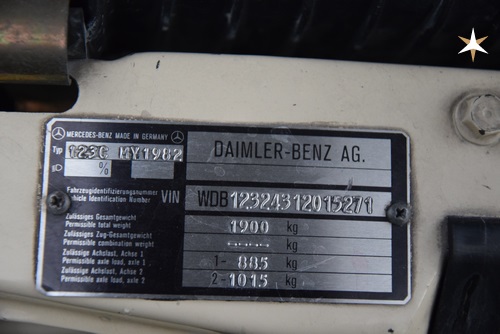 MERCEDES-BENZ MADE IN GERMANY
Typ 123C MY1982
%
DAIMLER-BENZ AG.
Fahrzeugidentifizierungsnummer
Vehicle Identification Number VIN WDB12324312015271
Zulässiges Gesamtgewicht
Permissible total weight 1900 kg
Zulässiges Zug-Gesamtgewicht
Permissible combination weight ---- kg
Zulässige Achslast, Achse 1
Permissible axle load, axle 1 1- 885 kg
Zulässige Achslast, Achse 2
Permissible axle load, axle 2 2- 1015 kg